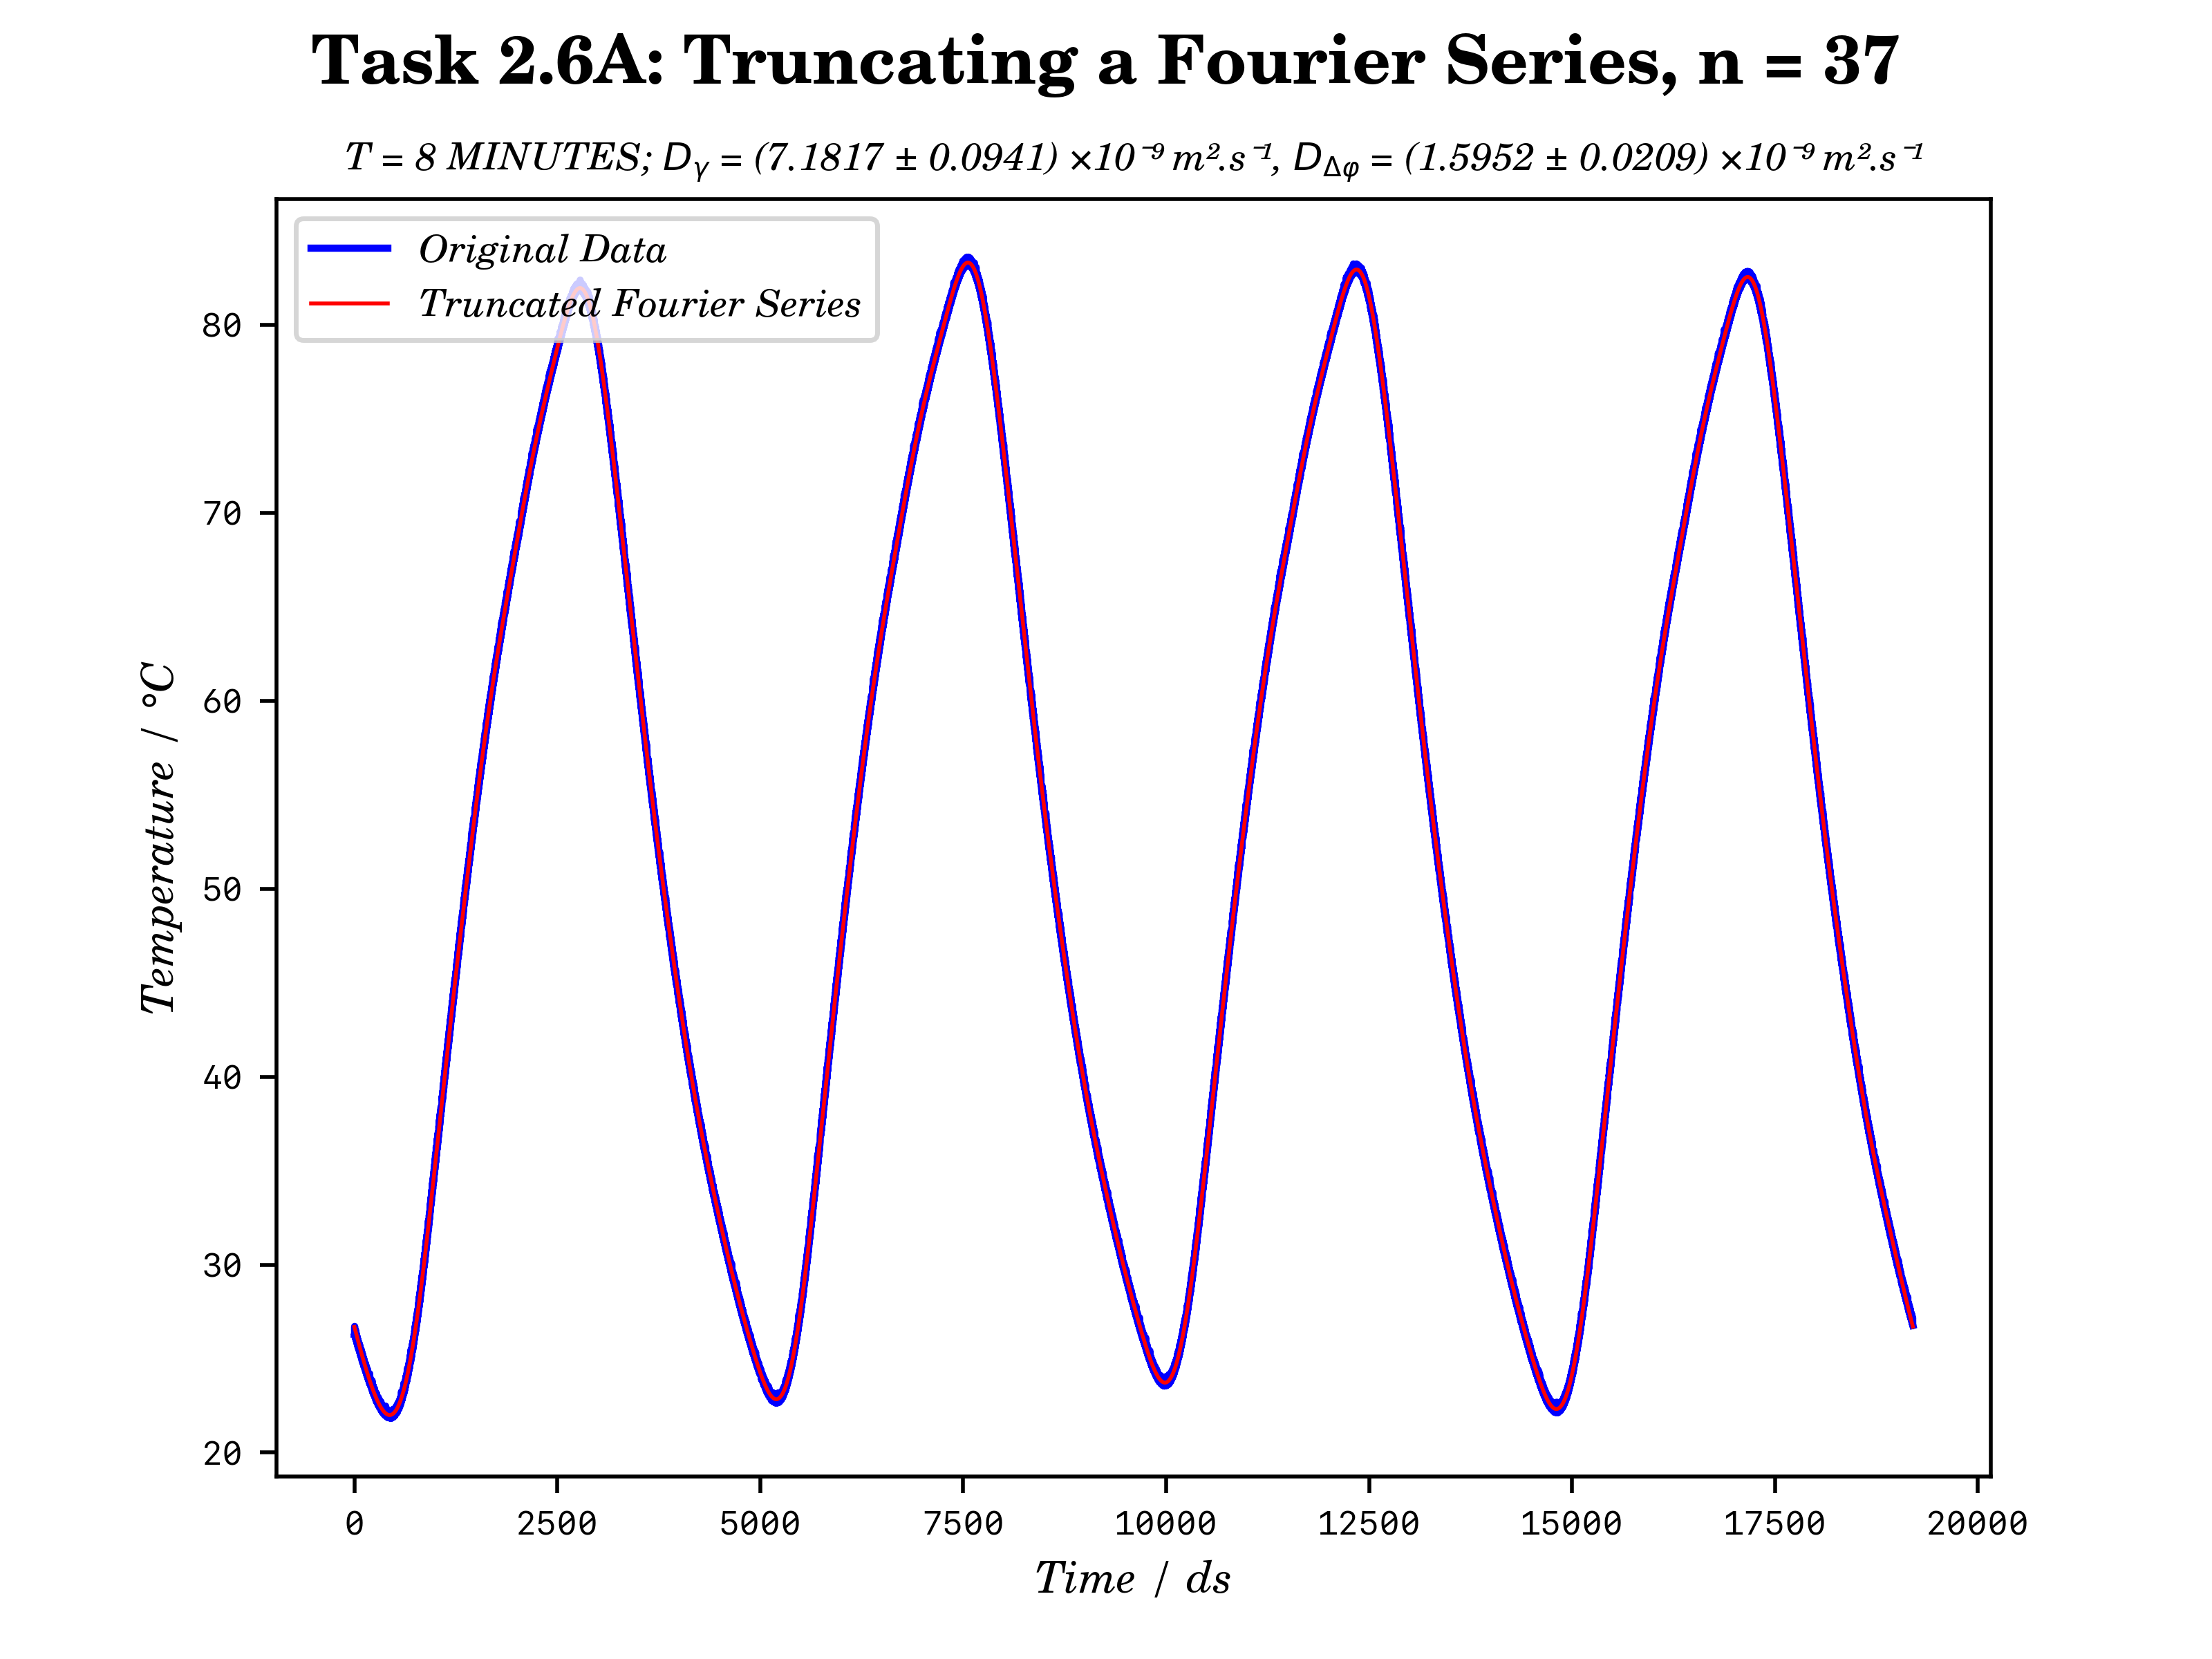 Task 2.6A: Truncating a Fourier Series, n = 37
T = 8 MINUTES; Dᵧ = (7.1817 ± 0.0941) ×10⁻⁹ m².s⁻¹, D_Δφ = (1.5952 ± 0.0209) ×10⁻⁹ m².s⁻¹
Original Data
Truncated Fourier Series
80
70
60
50
40
30
20
Temperature / °C
0 2500 5000 7500 10000 12500 15000 17500 20000
Time / ds